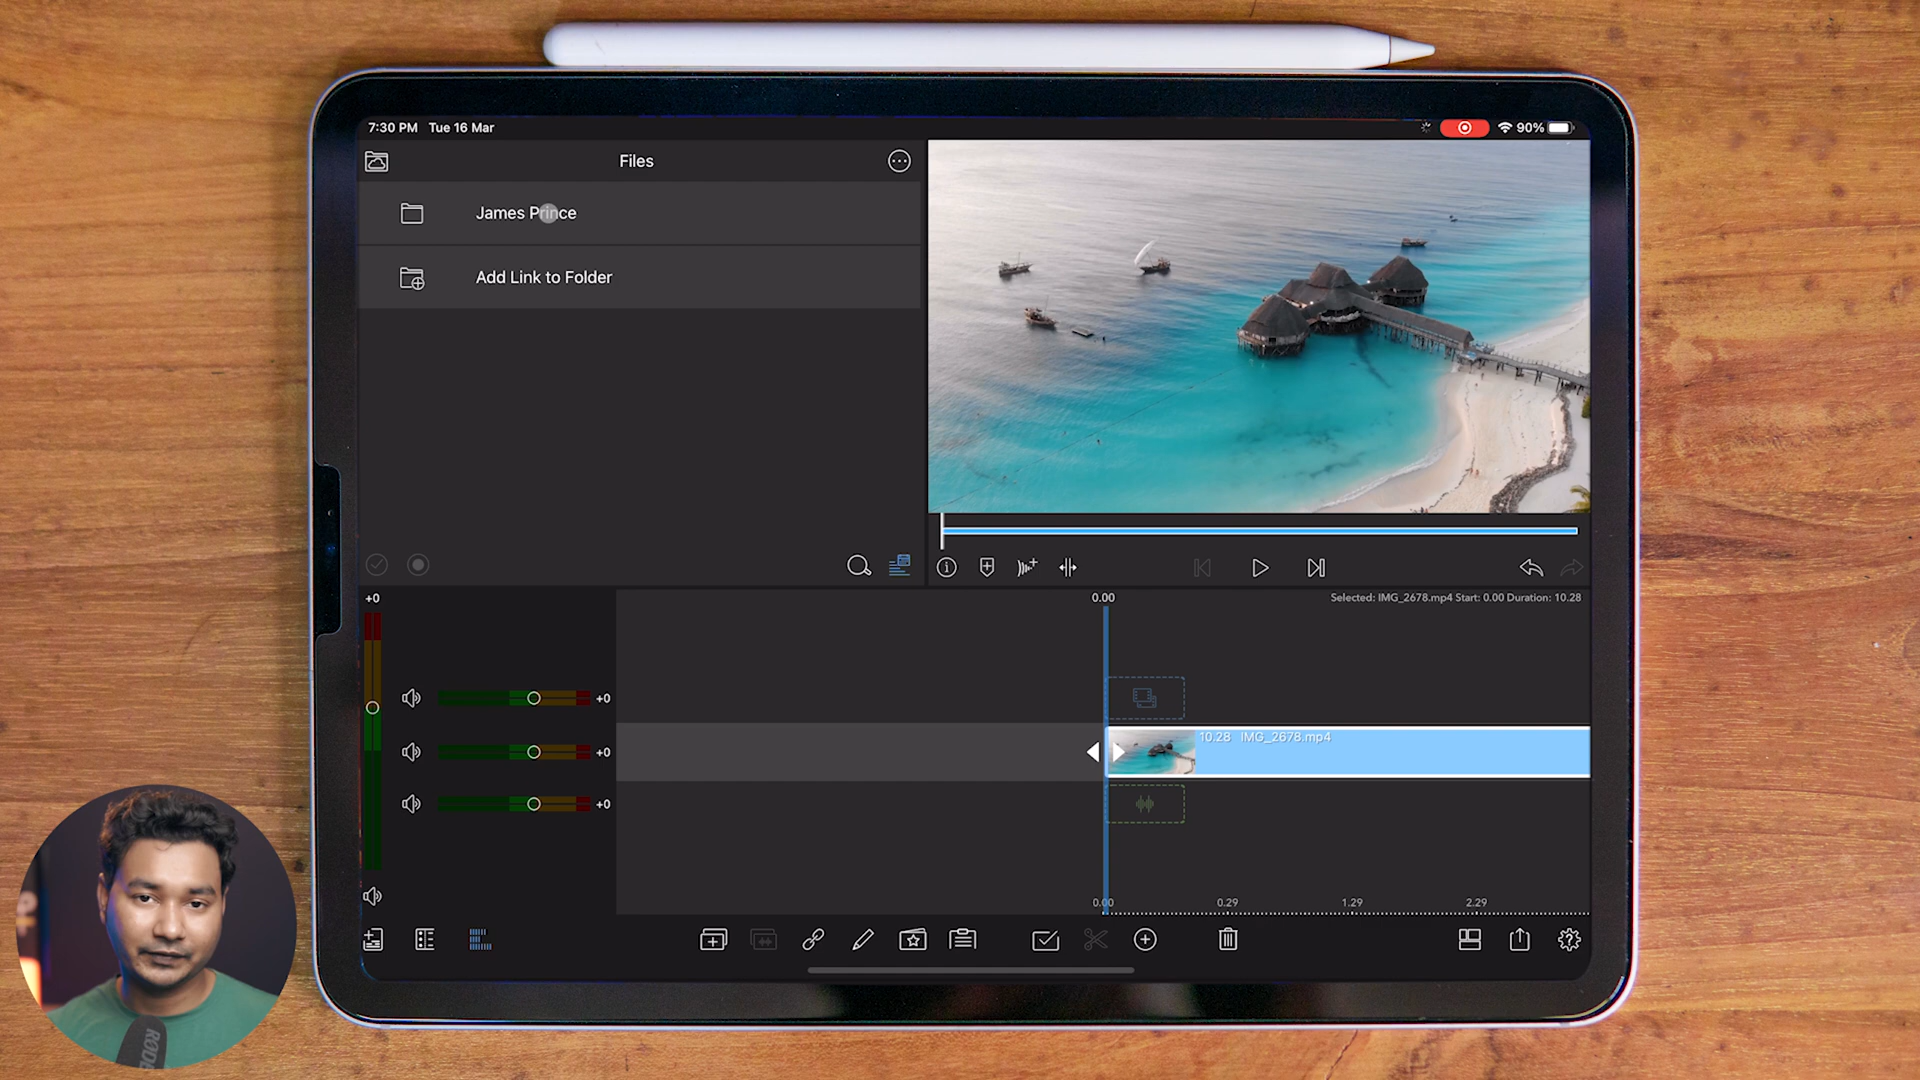 7:30 PM Tue 16 Mar
90%
Files
James Prince
Add Link to Folder
+0
0.00
Selected: IMG_2678.mp4 Start: 0.00 Duration: 10.28
+0
10.28 IMG_2678.mp4
+0
+0
0.00 0.29 1.29 2.29
RODE